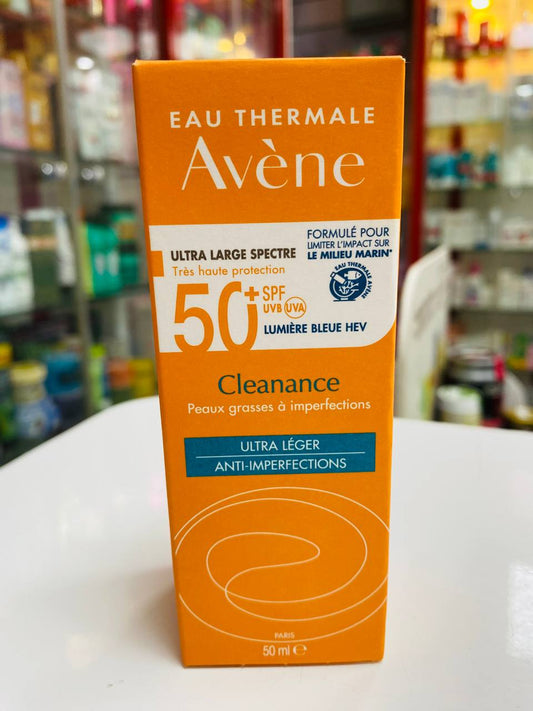 EAU THERMALE
Avène
ULTRA LARGE SPECTRE
Très haute protection
50+ SPF
UVB UVA
FORMULÉ POUR
LIMITER L'IMPACT SUR
LE MILIEU MARIN*
EAU THERMALE AVÈNE
LUMIÈRE BLEUE HEV
Cleanance
Peaux grasses à imperfections
ULTRA LÉGER
ANTI-IMPERFECTIONS
PARIS
50 ml ℮